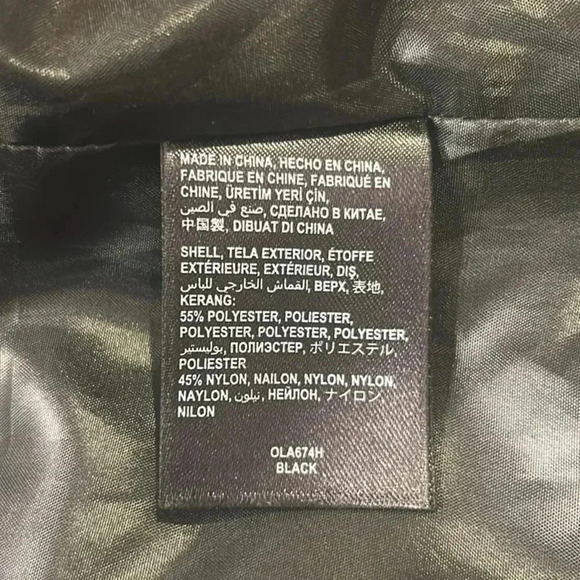 MADE IN CHINA, HECHO EN CHINA,
FABRIQUE EN CHINE, FABRIQUÉ EN
CHINE, ÜRETİM YERİ ÇİN,
صنع في الصين, СДЕЛАНО В КИТАЕ,
中国製, DIBUAT DI CHINA
SHELL, TELA EXTERIOR, ÉTOFFE
EXTÉRIEURE, EXTÉRIEUR, DIŞ,
القماش الخارجي للباس, ВЕРХ, 表地,
KERANG:
55% POLYESTER, POLIESTER,
POLYESTER, POLYESTER, POLYESTER,
بوليستير, ПОЛИЭСТЕР, ポリエステル,
POLIESTER
45% NYLON, NAILON, NYLON, NYLON,
NAYLON, نيلون, НЕЙЛОН, ナイロン,
NILON
OLA674H
BLACK